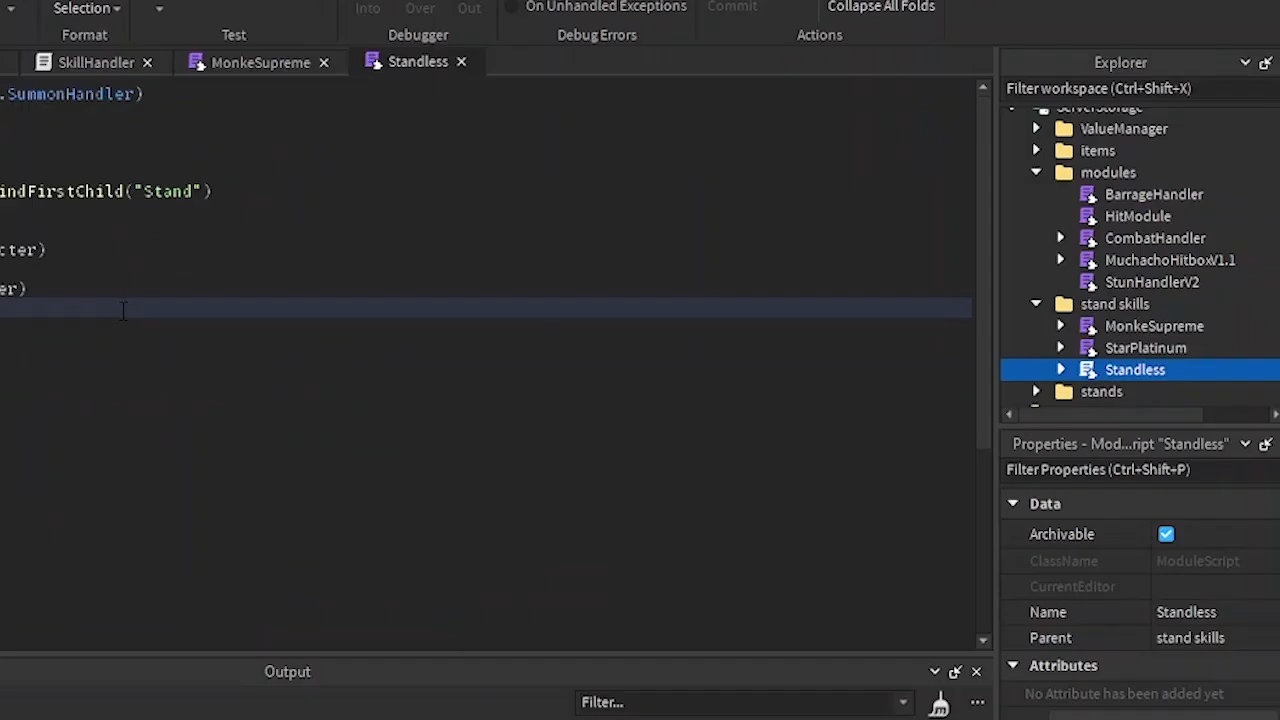 Selection
Into Over Out
On Unhandled Exceptions
Commit
Collapse All Folds
Format
Test
Debugger
Debug Errors
Actions
SkillHandler
MonkeSupreme
Standless
.SummonHandler)
indFirstChild("Stand")
cter)
er)
Output
Filter...
Explorer
Filter workspace (Ctrl+Shift+X)
ServerStorage
ValueManager
items
modules
BarrageHandler
HitModule
CombatHandler
MuchachoHitboxV1.1
StunHandlerV2
stand skills
MonkeSupreme
StarPlatinum
Standless
stands
Properties - Mod...ript "Standless"
Filter Properties (Ctrl+Shift+P)
Data
Archivable
ClassName ModuleScript
CurrentEditor
Name Standless
Parent stand skills
Attributes
No Attribute has been added yet